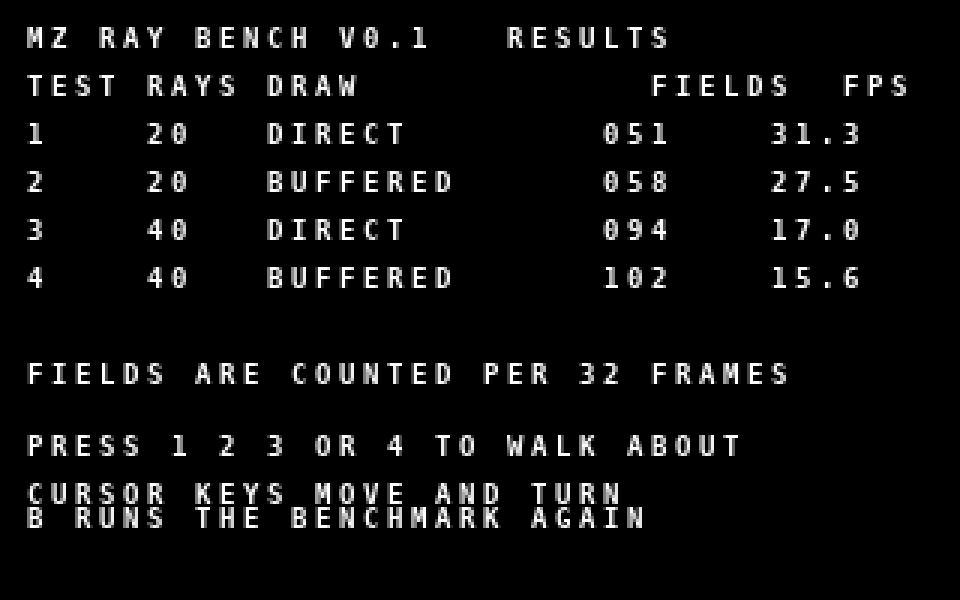 MZ RAY BENCH V0.1   RESULTS
TEST RAYS DRAW            FIELDS  FPS
1    20   DIRECT        051    31.3
2    20   BUFFERED      058    27.5
3    40   DIRECT        094    17.0
4    40   BUFFERED      102    15.6
FIELDS ARE COUNTED PER 32 FRAMES
PRESS 1 2 3 OR 4 TO WALK ABOUT
CURSOR KEYS MOVE AND TURN
B RUNS THE BENCHMARK AGAIN